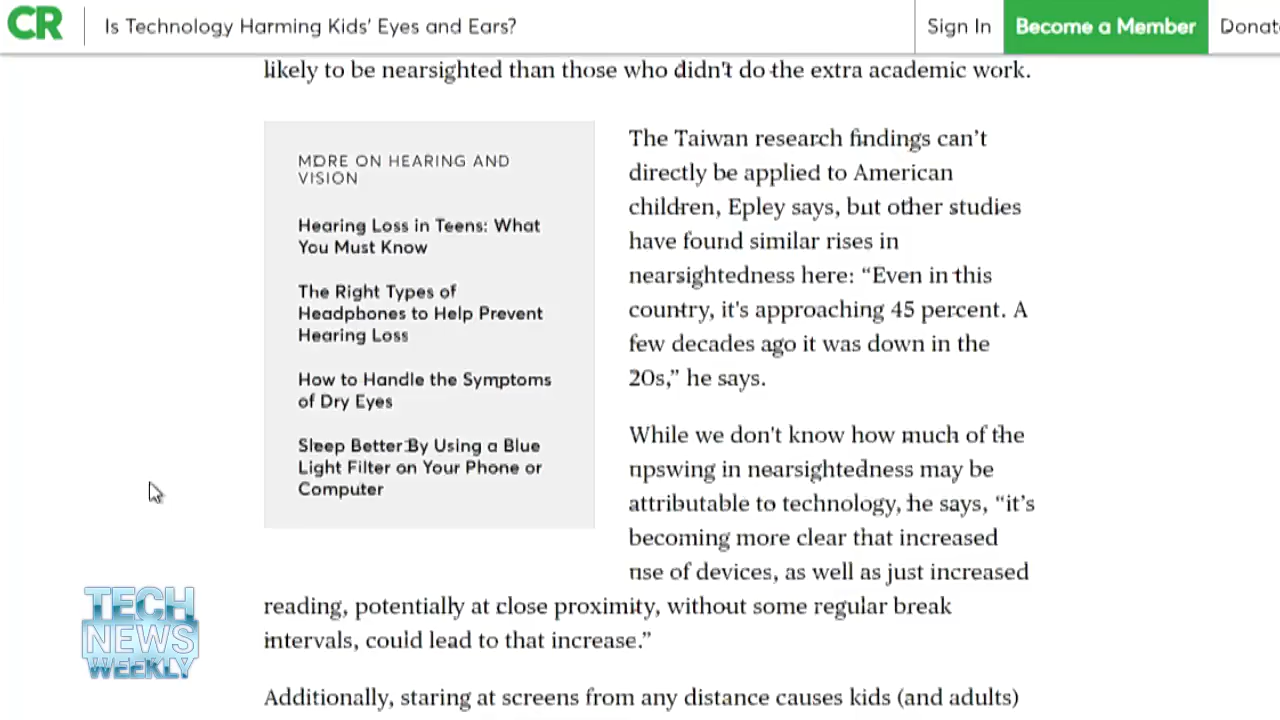 CR
Is Technology Harming Kids' Eyes and Ears?
Sign In
Become a Member
Donat
likely to be nearsighted than those who didn't do the extra academic work.
MORE ON HEARING AND
VISION
Hearing Loss in Teens: What
You Must Know
The Right Types of
Headphones to Help Prevent
Hearing Loss
How to Handle the Symptoms
of Dry Eyes
Sleep Better By Using a Blue
Light Filter on Your Phone or
Computer
The Taiwan research findings can’t
directly be applied to American
children, Epley says, but other studies
have found similar rises in
nearsightedness here: “Even in this
country, it's approaching 45 percent. A
few decades ago it was down in the
20s,” he says.
While we don't know how much of the
upswing in nearsightedness may be
attributable to technology, he says, “it’s
becoming more clear that increased
use of devices, as well as just increased
reading, potentially at close proximity, without some regular break
intervals, could lead to that increase.”
Additionally, staring at screens from any distance causes kids (and adults)
TECH
NEWS
WEEKLY